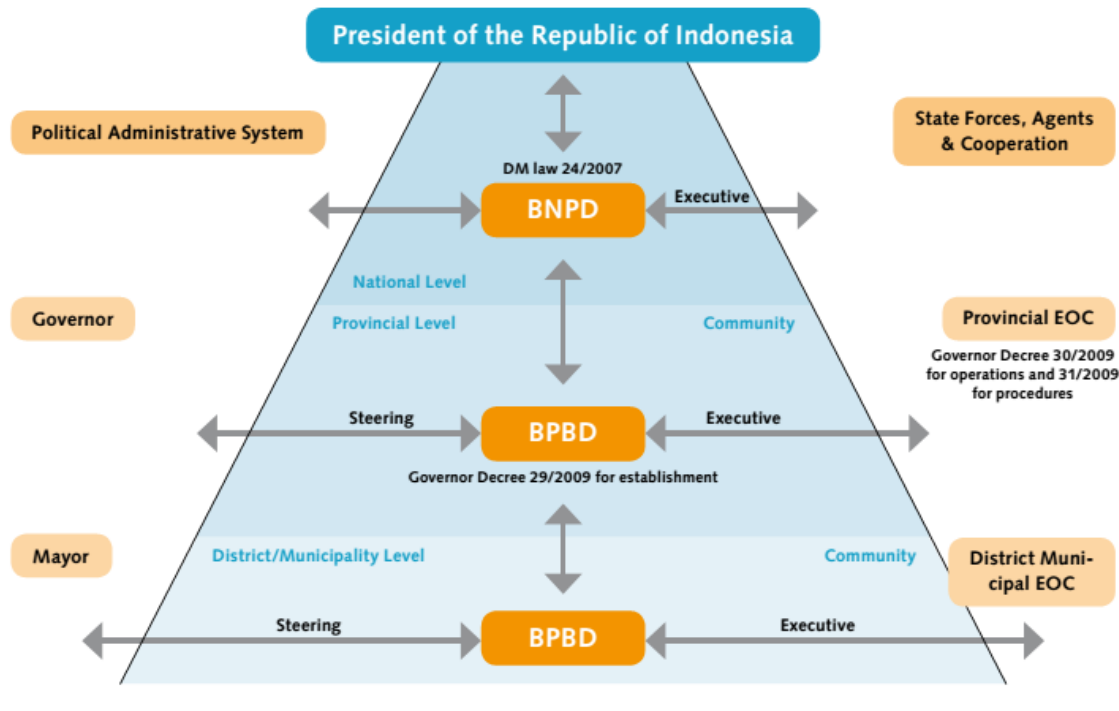 President of the Republic of Indonesia
Political Administrative System
State Forces, Agents
& Cooperation
DM law 24/2007
BNPD
Executive
National Level
Governor
Provincial Level
Community
Provincial EOC
Governor Decree 30/2009
for operations and 31/2009
for procedures
Steering
BPBD
Executive
Governor Decree 29/2009 for establishment
Mayor
District/Municipality Level
Community
District Muni-
cipal EOC
Steering
BPBD
Executive